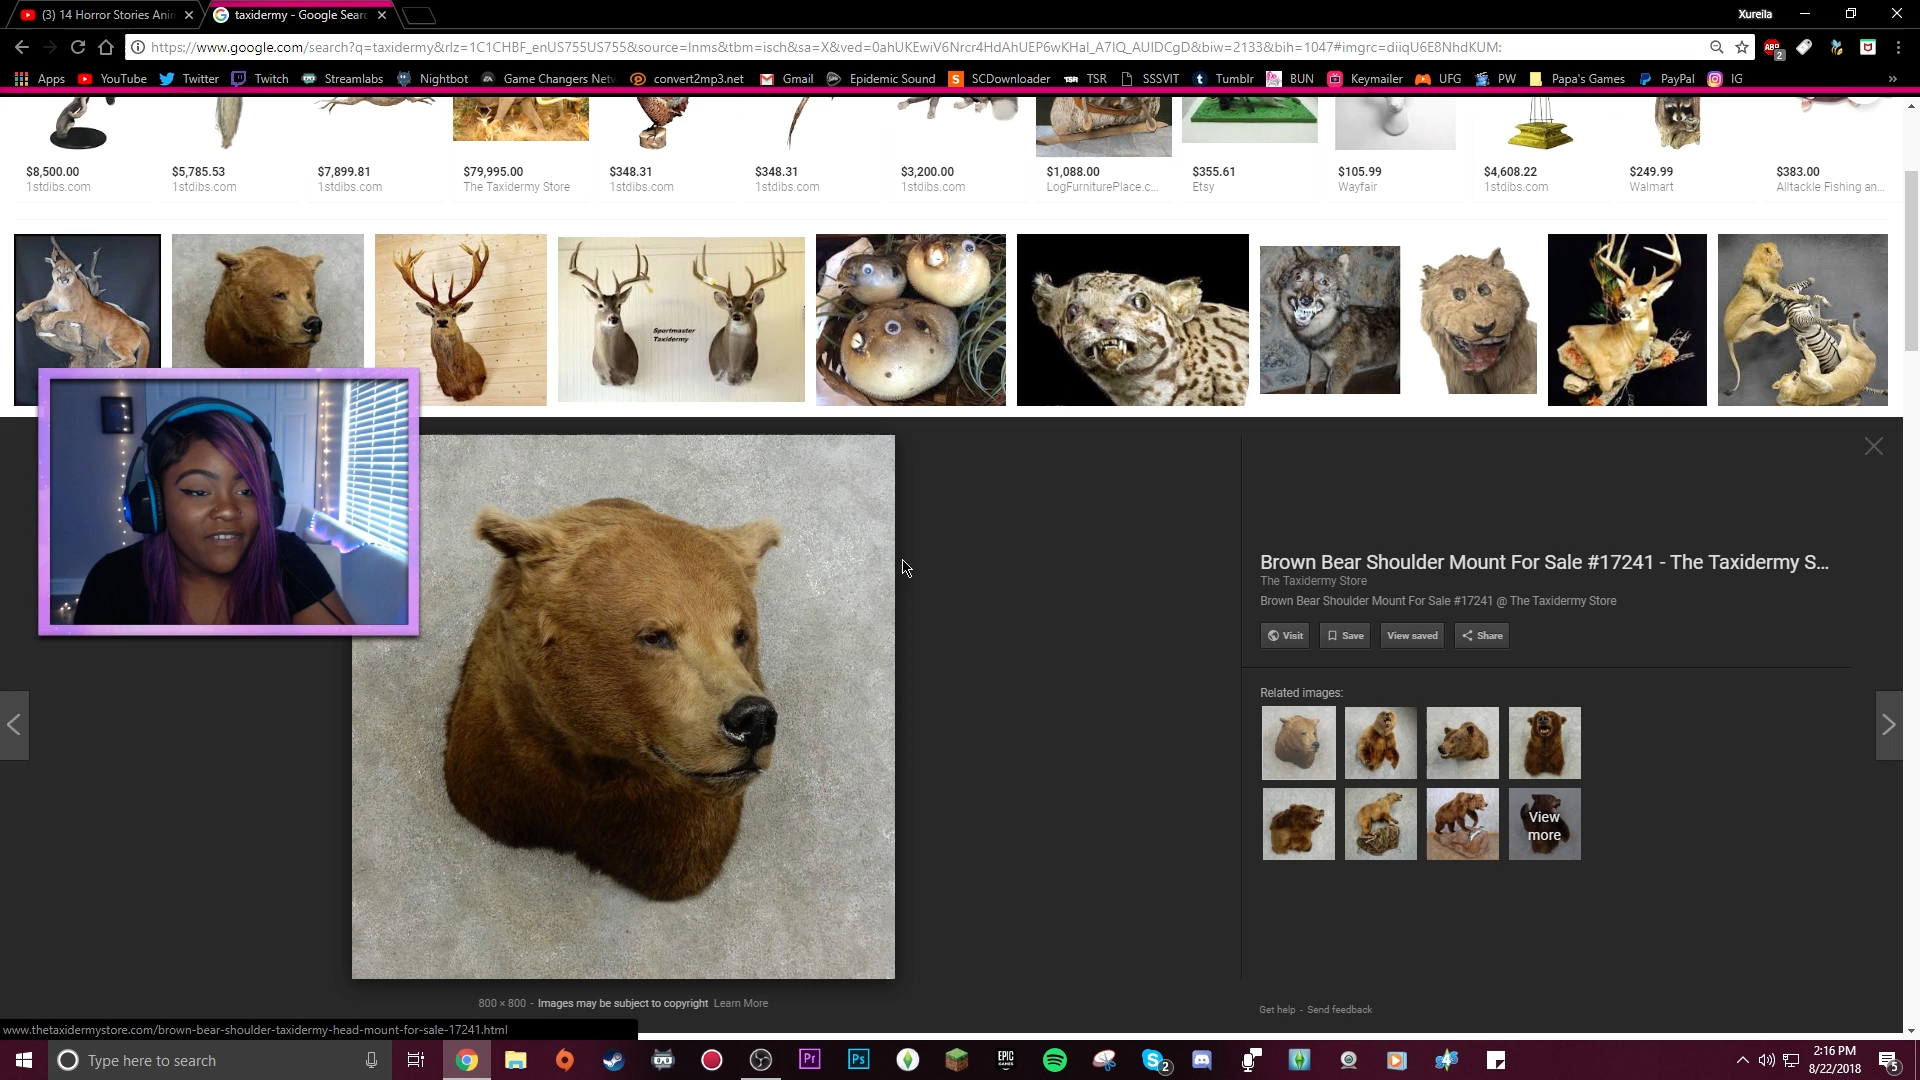 (3) 14 Horror Stories Anin
taxidermy - Google Searc
Xureila
https://www.google.com/search?q=taxidermy&rlz=1C1CHBF_enUS755US755&source=lnms&tbm=isch&sa=X&ved=0ahUKEwiV6Nrcr4HdAhUEP6wKHaI_A7IQ_AUIDCgD&biw=2133&bih=1047#imgrc=diiqU6E8NhdKUM:
Apps YouTube Twitter Twitch Streamlabs Nightbot Game Changers Netw convert2mp3.net Gmail Epidemic Sound SCDownloader TSR SSSVIT Tumblr BUN Keymailer UFG PW Papa's Games PayPal IG
$8,500.00 $5,785.53 $7,899.81 $79,995.00 $348.31 $348.31 $3,200.00 $1,088.00 $355.61 $105.99 $4,608.22 $249.99 $383.00
1stdibs.com 1stdibs.com 1stdibs.com The Taxidermy Store 1stdibs.com 1stdibs.com 1stdibs.com LogFurniturePlace.c... Etsy Wayfair 1stdibs.com Walmart Alltackle Fishing an...
Sportmaster
Taxidermy
Brown Bear Shoulder Mount For Sale #17241 - The Taxidermy S...
The Taxidermy Store
Brown Bear Shoulder Mount For Sale #17241 @ The Taxidermy Store
Visit Save View saved Share
Related images:
View
more
800 × 800 - Images may be subject to copyright Learn More
Get help - Send feedback
www.thetaxidermystore.com/brown-bear-shoulder-taxidermy-head-mount-for-sale-17241.html
Type here to search
2:16 PM
8/22/2018